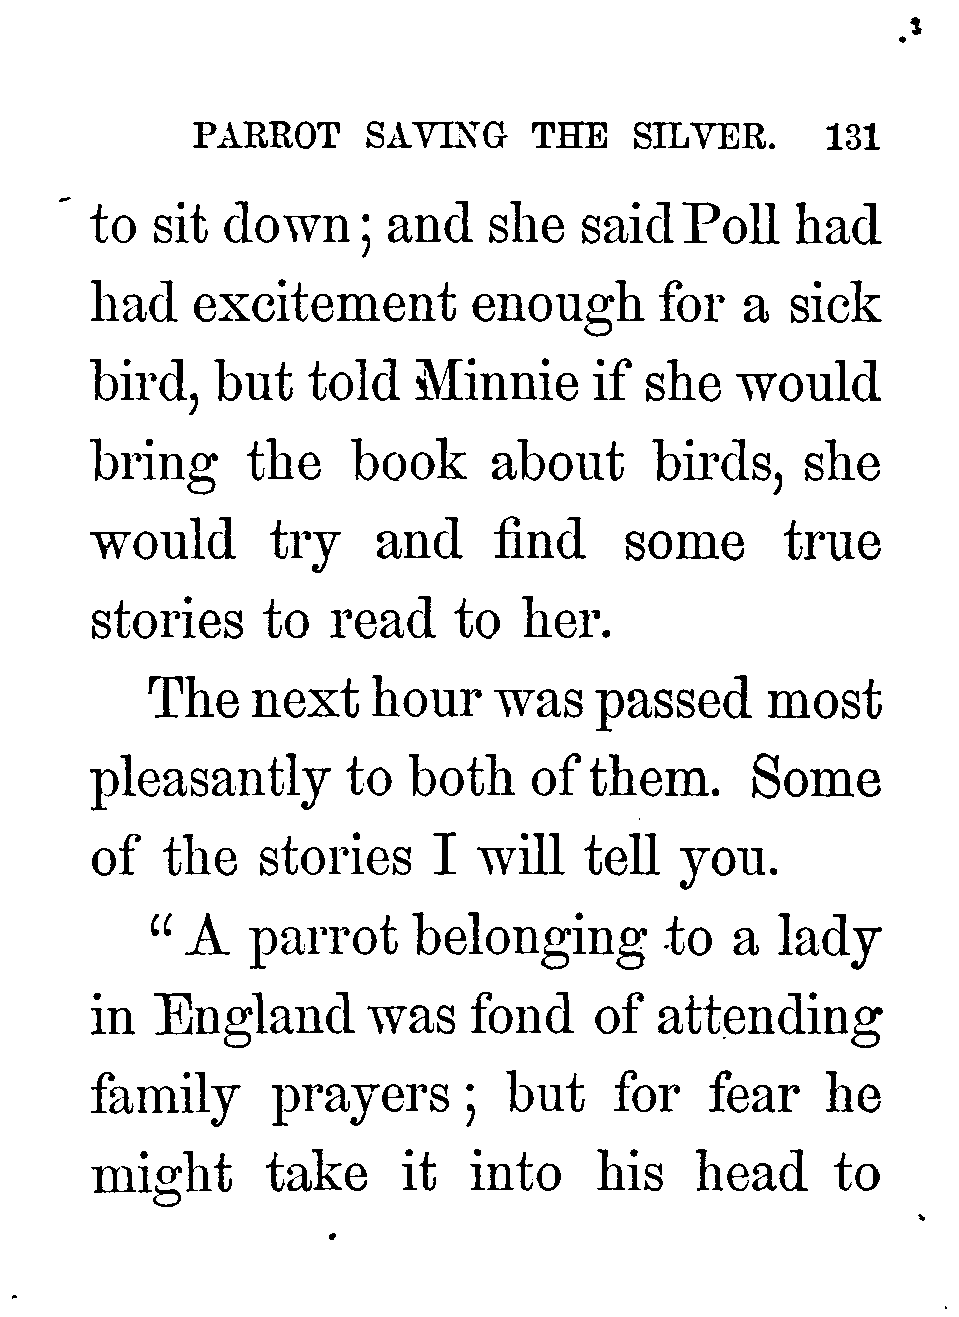 PARROT SAVING THE SILVER. 131
to sit down; and she said Poll had
had excitement enough for a sick
bird, but told Minnie if she would
bring the book about birds, she
would try and find some true
stories to read to her.
The next hour was passed most
pleasantly to both of them. Some
of the stories I will tell you.
“A parrot belonging to a lady
in England was fond of attending
family prayers; but for fear he
might take it into his head to